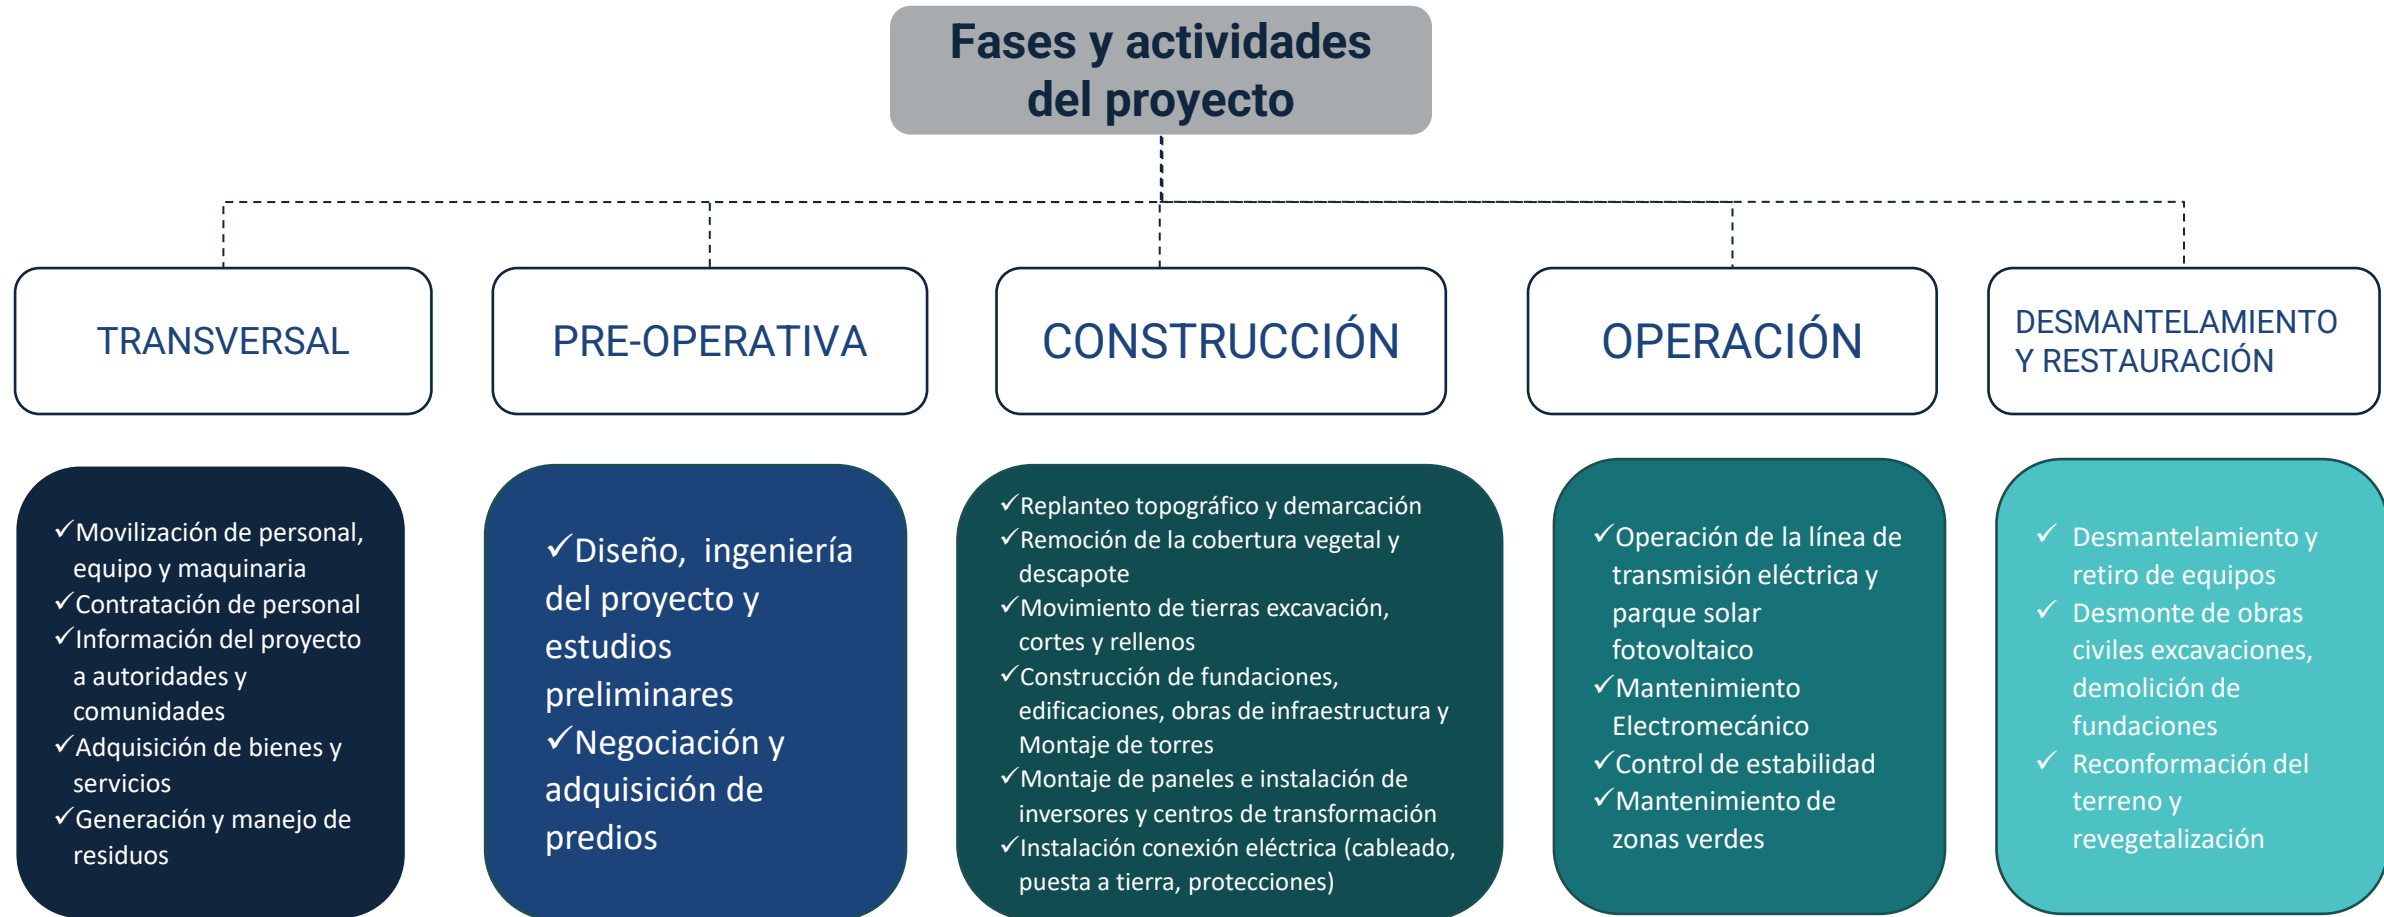 Fases y actividades
del proyecto
TRANSVERSAL
PRE-OPERATIVA
CONSTRUCCIÓN
OPERACIÓN
DESMANTELAMIENTO
Y RESTAURACIÓN
✓Movilización de personal,
equipo y maquinaria
✓Contratación de personal
✓Información del proyecto
a autoridades y
comunidades
✓Adquisición de bienes y
servicios
✓Generación y manejo de
residuos
✓Diseño, ingeniería
del proyecto y
estudios
preliminares
✓Negociación y
adquisición de
predios
✓Replanteo topográfico y demarcación
✓Remoción de la cobertura vegetal y
descapote
✓Movimiento de tierras excavación,
cortes y rellenos
✓Construcción de fundaciones,
edificaciones, obras de infraestructura y
Montaje de torres
✓Montaje de paneles e instalación de
inversores y centros de transformación
✓Instalación conexión eléctrica (cableado,
puesta a tierra, protecciones)
✓Operación de la línea de
transmisión eléctrica y
parque solar
fotovoltaico
✓Mantenimiento
Electromecánico
✓Control de estabilidad
✓Mantenimiento de
zonas verdes
✓ Desmantelamiento y
retiro de equipos
✓ Desmonte de obras
civiles excavaciones,
demolición de
fundaciones
✓ Reconformación del
terreno y
revegetalización